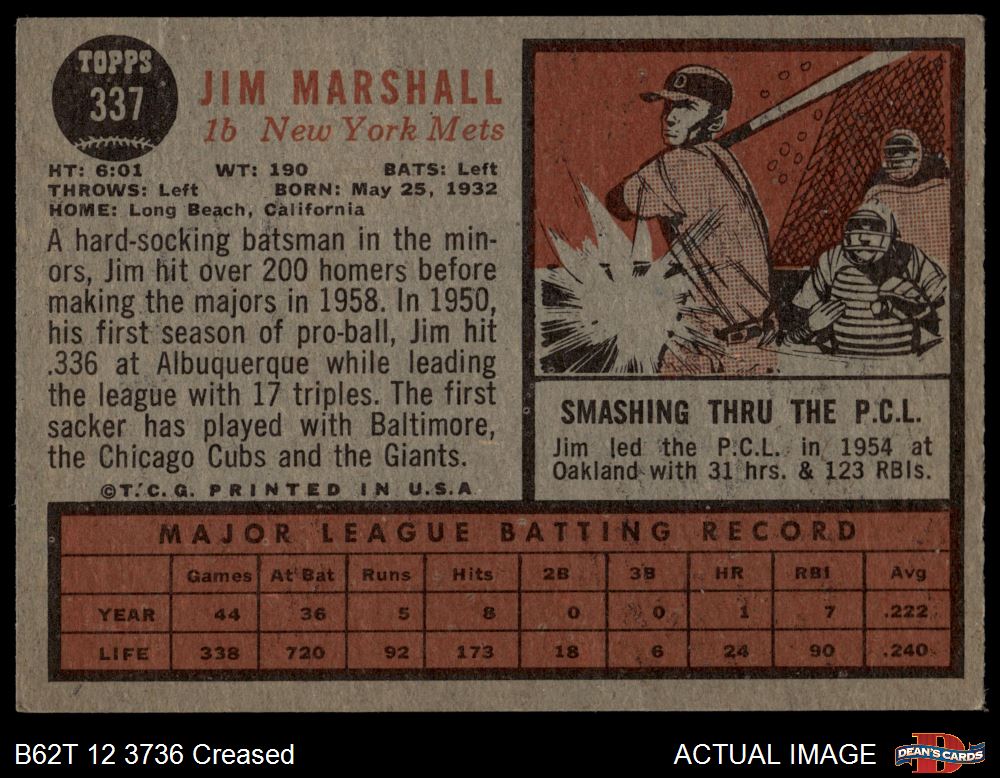 TOPPS
337
JIM MARSHALL
1b New York Mets
HT: 6:01 WT: 190 BATS: Left
THROWS: Left BORN: May 25, 1932
HOME: Long Beach, California
A hard-socking batsman in the min-
ors, Jim hit over 200 homers before
making the majors in 1958. In 1950,
his first season of pro-ball, Jim hit
.336 at Albuquerque while leading
the league with 17 triples. The first
sacker has played with Baltimore,
the Chicago Cubs and the Giants.
©T.C.G. PRINTED IN U.S.A
D
SMASHING THRU THE P.C.L.
Jim led the P.C.L. in 1954 at
Oakland with 31 hrs. & 123 RBIs.
MAJOR LEAGUE BATTING RECORD
Games At Bat Runs Hits 2B 3B HR RBI Avg
YEAR 44 36 5 8 0 0 1 7 .222
LIFE 338 720 92 173 18 6 24 90 .240
B62T 12 3736 Creased
ACTUAL IMAGE
D
DEAN'S CARDS